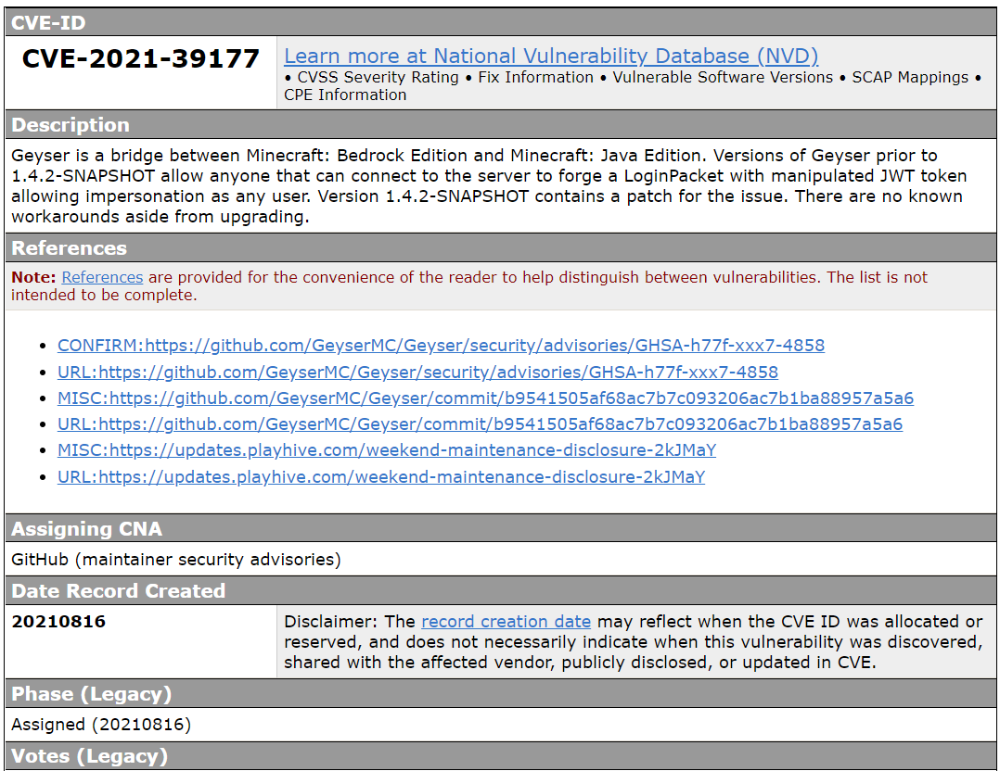 CVE-ID
CVE-2021-39177
Learn more at National Vulnerability Database (NVD)
• CVSS Severity Rating • Fix Information • Vulnerable Software Versions • SCAP Mappings •
CPE Information
Description
Geyser is a bridge between Minecraft: Bedrock Edition and Minecraft: Java Edition. Versions of Geyser prior to
1.4.2-SNAPSHOT allow anyone that can connect to the server to forge a LoginPacket with manipulated JWT token
allowing impersonation as any user. Version 1.4.2-SNAPSHOT contains a patch for the issue. There are no known
workarounds aside from upgrading.
References
Note: References are provided for the convenience of the reader to help distinguish between vulnerabilities. The list is not
intended to be complete.
• CONFIRM:https://github.com/GeyserMC/Geyser/security/advisories/GHSA-h77f-xxx7-4858
• URL:https://github.com/GeyserMC/Geyser/security/advisories/GHSA-h77f-xxx7-4858
• MISC:https://github.com/GeyserMC/Geyser/commit/b9541505af68ac7b7c093206ac7b1ba88957a5a6
• URL:https://github.com/GeyserMC/Geyser/commit/b9541505af68ac7b7c093206ac7b1ba88957a5a6
• MISC:https://updates.playhive.com/weekend-maintenance-disclosure-2kJMaY
• URL:https://updates.playhive.com/weekend-maintenance-disclosure-2kJMaY
Assigning CNA
GitHub (maintainer security advisories)
Date Record Created
20210816
Disclaimer: The record creation date may reflect when the CVE ID was allocated or
reserved, and does not necessarily indicate when this vulnerability was discovered,
shared with the affected vendor, publicly disclosed, or updated in CVE.
Phase (Legacy)
Assigned (20210816)
Votes (Legacy)